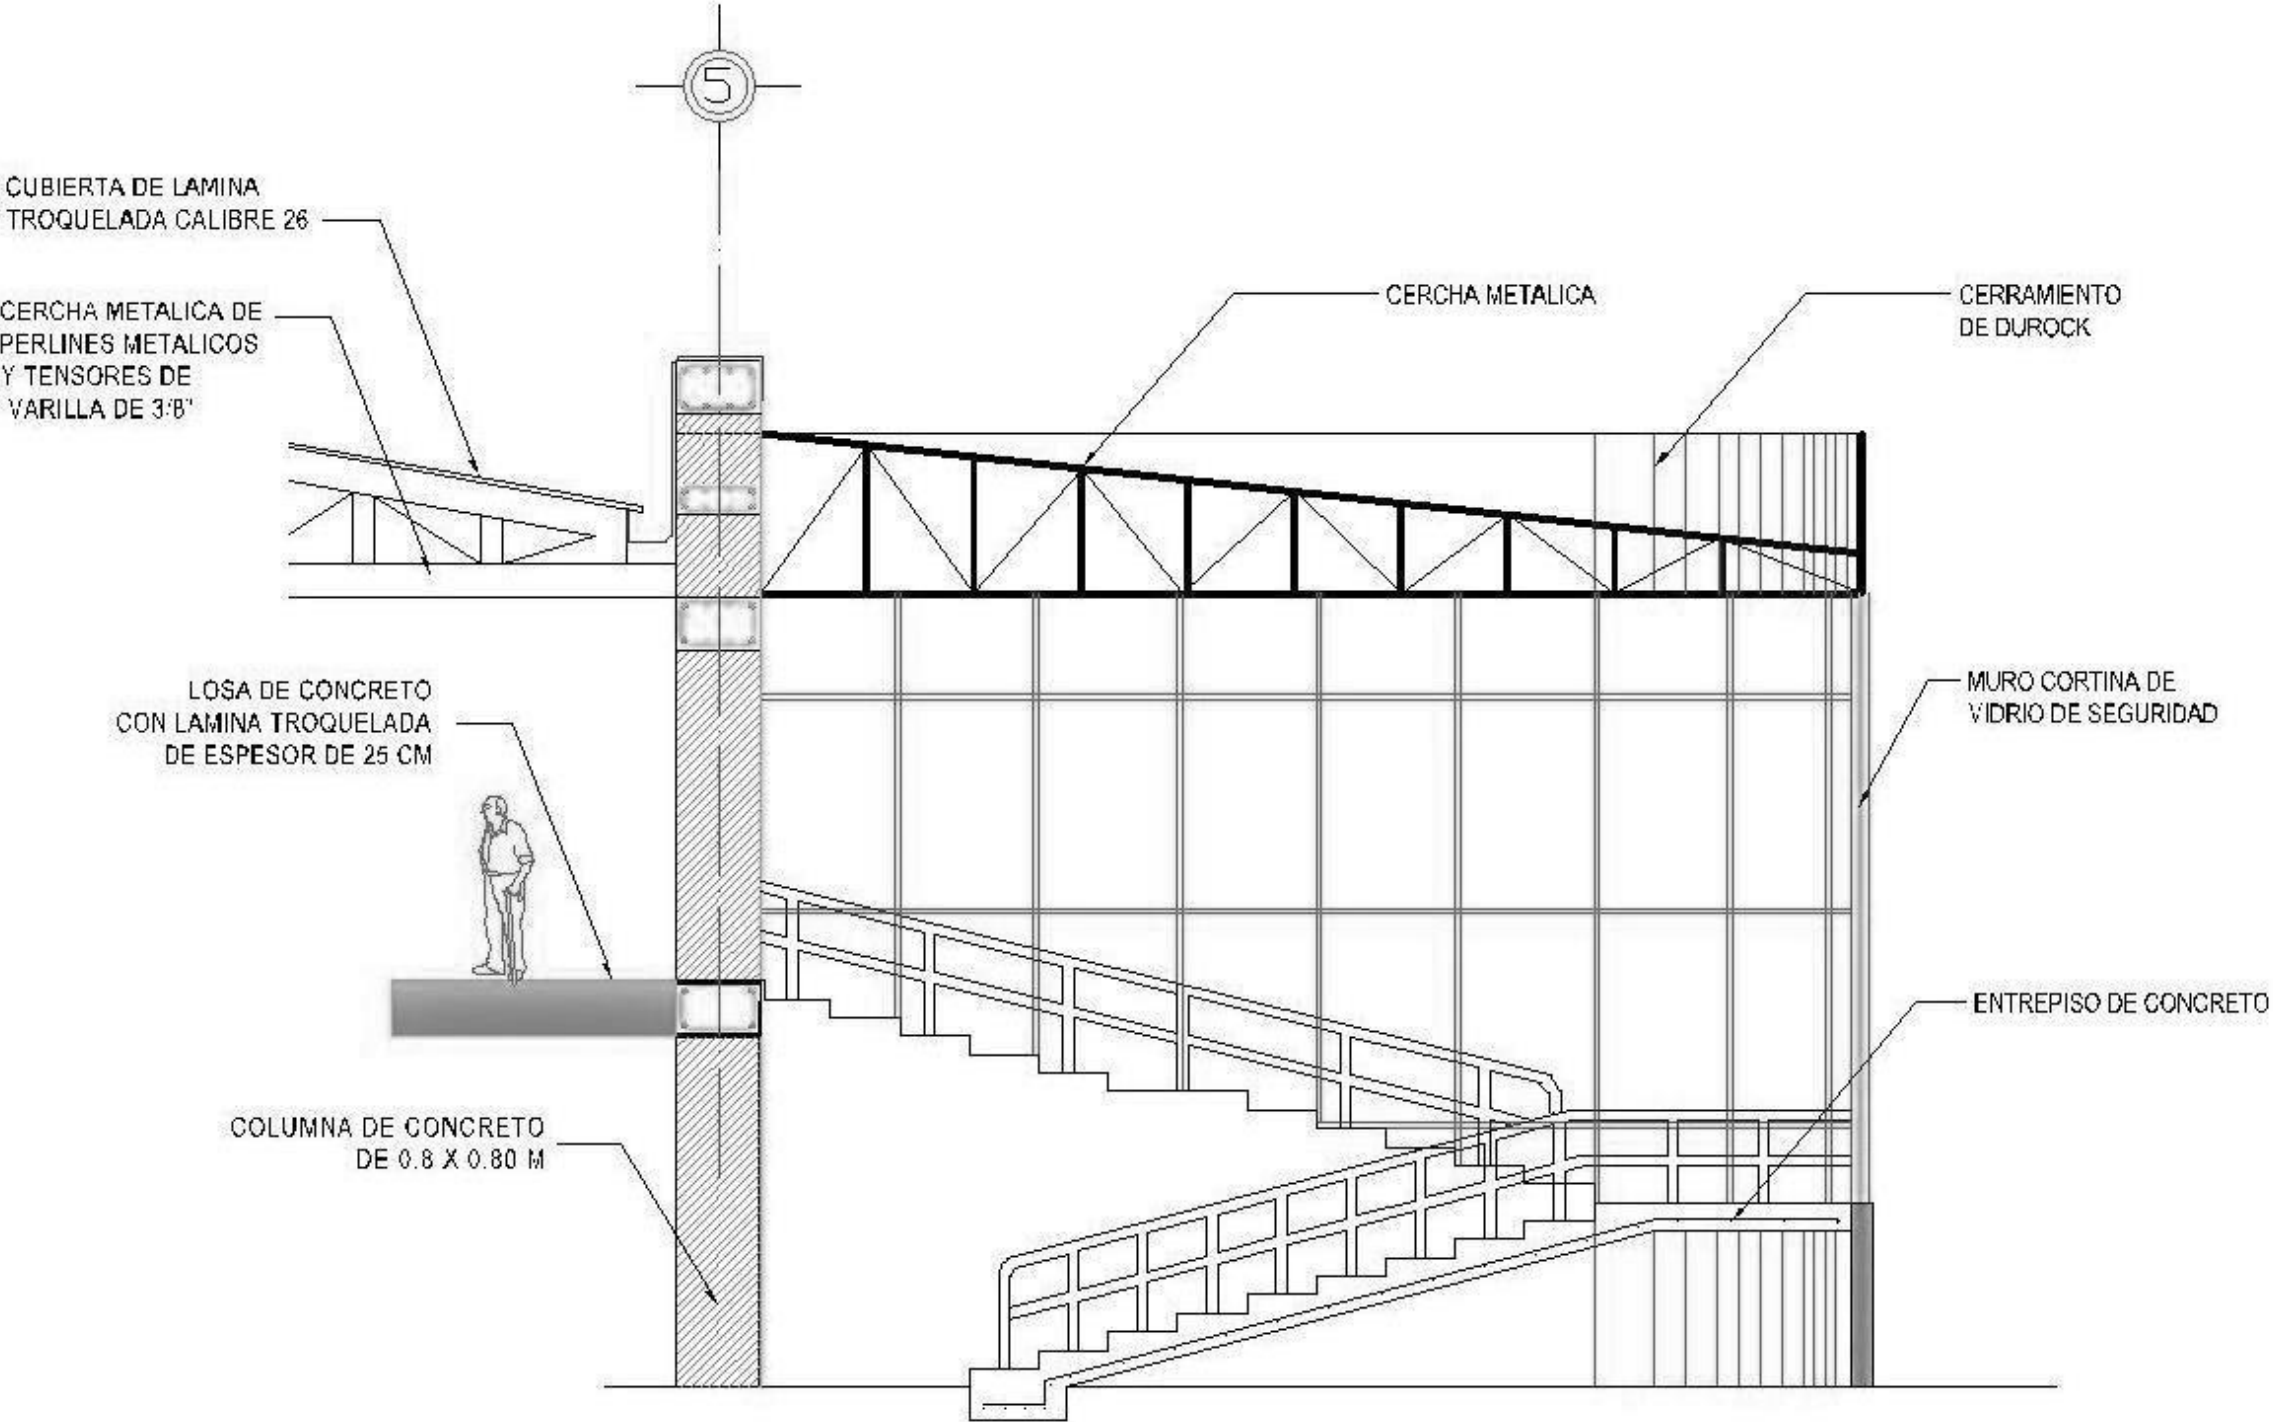 5
CUBIERTA DE LAMINA
TROQUELADA CALIBRE 26
CERCHA METALICA DE
PERLINES METALICOS
Y TENSORES DE
VARILLA DE 3/8"
CERCHA METALICA
CERRAMIENTO
DE DUROCK
LOSA DE CONCRETO
CON LAMINA TROQUELADA
DE ESPESOR DE 25 CM
MURO CORTINA DE
VIDRIO DE SEGURIDAD
ENTREPISO DE CONCRETO
COLUMNA DE CONCRETO
DE 0.8 X 0.80 M